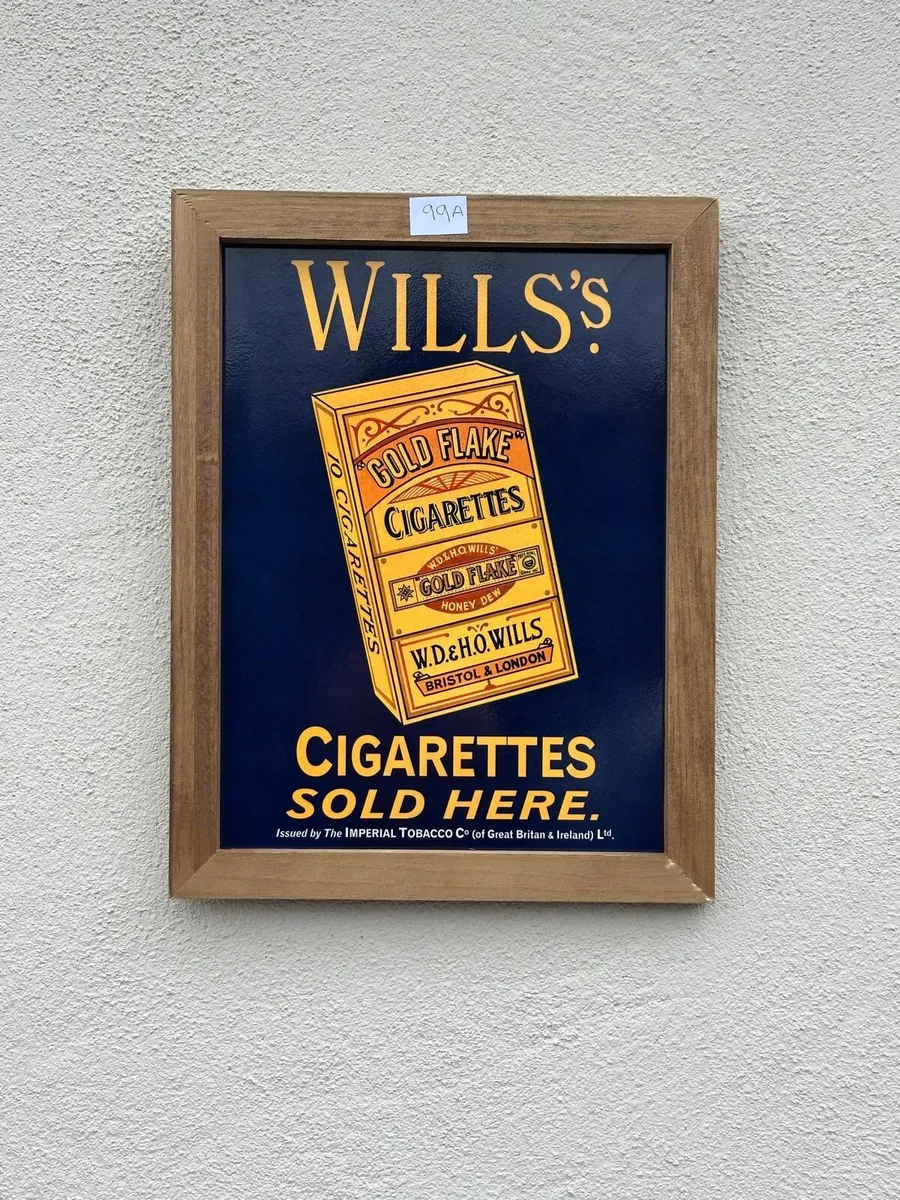 99A
WILLS'S.
10 CIGARETTES
"GOLD FLAKE"
CIGARETTES
W.D.& H.O. WILLS'
"GOLD FLAKE"
HONEY DEW
W.D.& H.O. WILLS
BRISTOL & LONDON
CIGARETTES
SOLD HERE.
Issued by The IMPERIAL TOBACCO Co (of Great Britan & Ireland) Ltd.